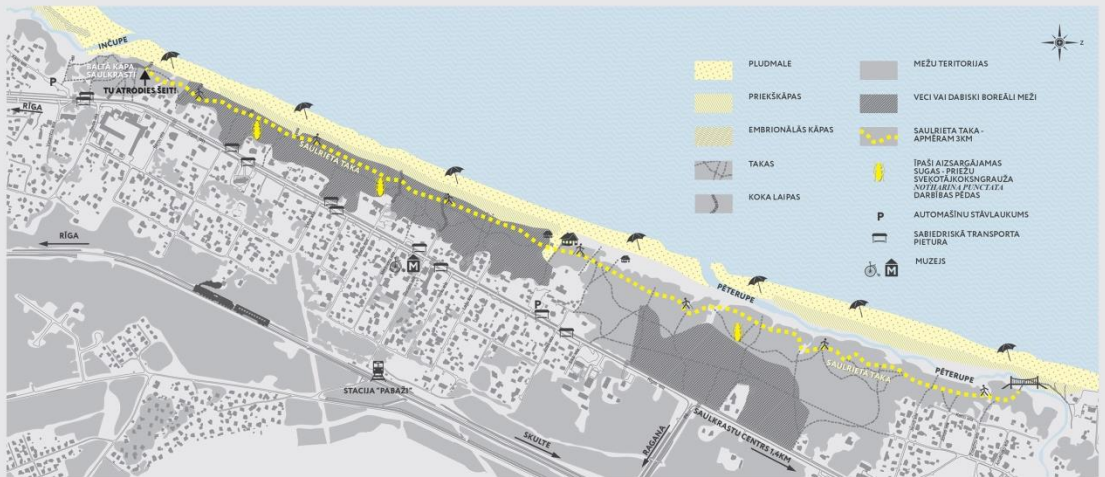 INČUPE
BALTĀ KĀPA
SAULKRASTI
P
TU ATRODIES ŠEIT!
RĪGA
SAULRIETA TAKA
RĪGA
M
P
STACIJA "PABAŽI"
SKULTE
RAGANA
SAULKRASTU CENTRS 1,4KM
PĒTERUPE
SAULRIETA TAKA
PĒTERUPE
Z
PLUDMALE
PRIEKŠKĀPAS
EMBRIONĀLĀS KĀPAS
TAKAS
KOKA LAIPAS
MEŽU TERITORIJAS
VECI VAI DABISKI BOREĀLI MEŽI
SAULRIETA TAKA -
APMĒRAM 3KM
ĪPAŠI AIZSARGĀJAMAS
SUGAS - PRIEŽU
SVEĶOTĀJKOKSNGRAUŽA
NOTHARINA PUNCTATA
DARBĪBAS PĒDAS
P AUTOMAŠĪNU STĀVLAUKUMS
SABIEDRISKĀ TRANSPORTA
PIETURA
M MUZEJS